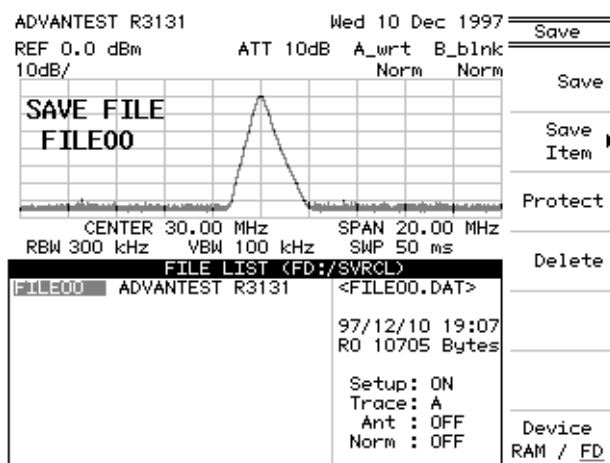 ADVANTEST R3131 Wed 10 Dec 1997
REF 0.0 dBm ATT 10dB A_wrt B_blnk
10dB/ Norm Norm
SAVE FILE
FILE00
CENTER 30.00 MHz SPAN 20.00 MHz
RBW 300 kHz VBW 100 kHz SWP 50 ms
FILE LIST (FD:/SVRCL)
FILE00 ADVANTEST R3131 <FILE00.DAT>
97/12/10 19:07
RO 10705 Bytes
Setup: ON
Trace: A
Ant : OFF
Norm : OFF
Save
Save
Save
Item
Protect
Delete
Device
RAM / FD